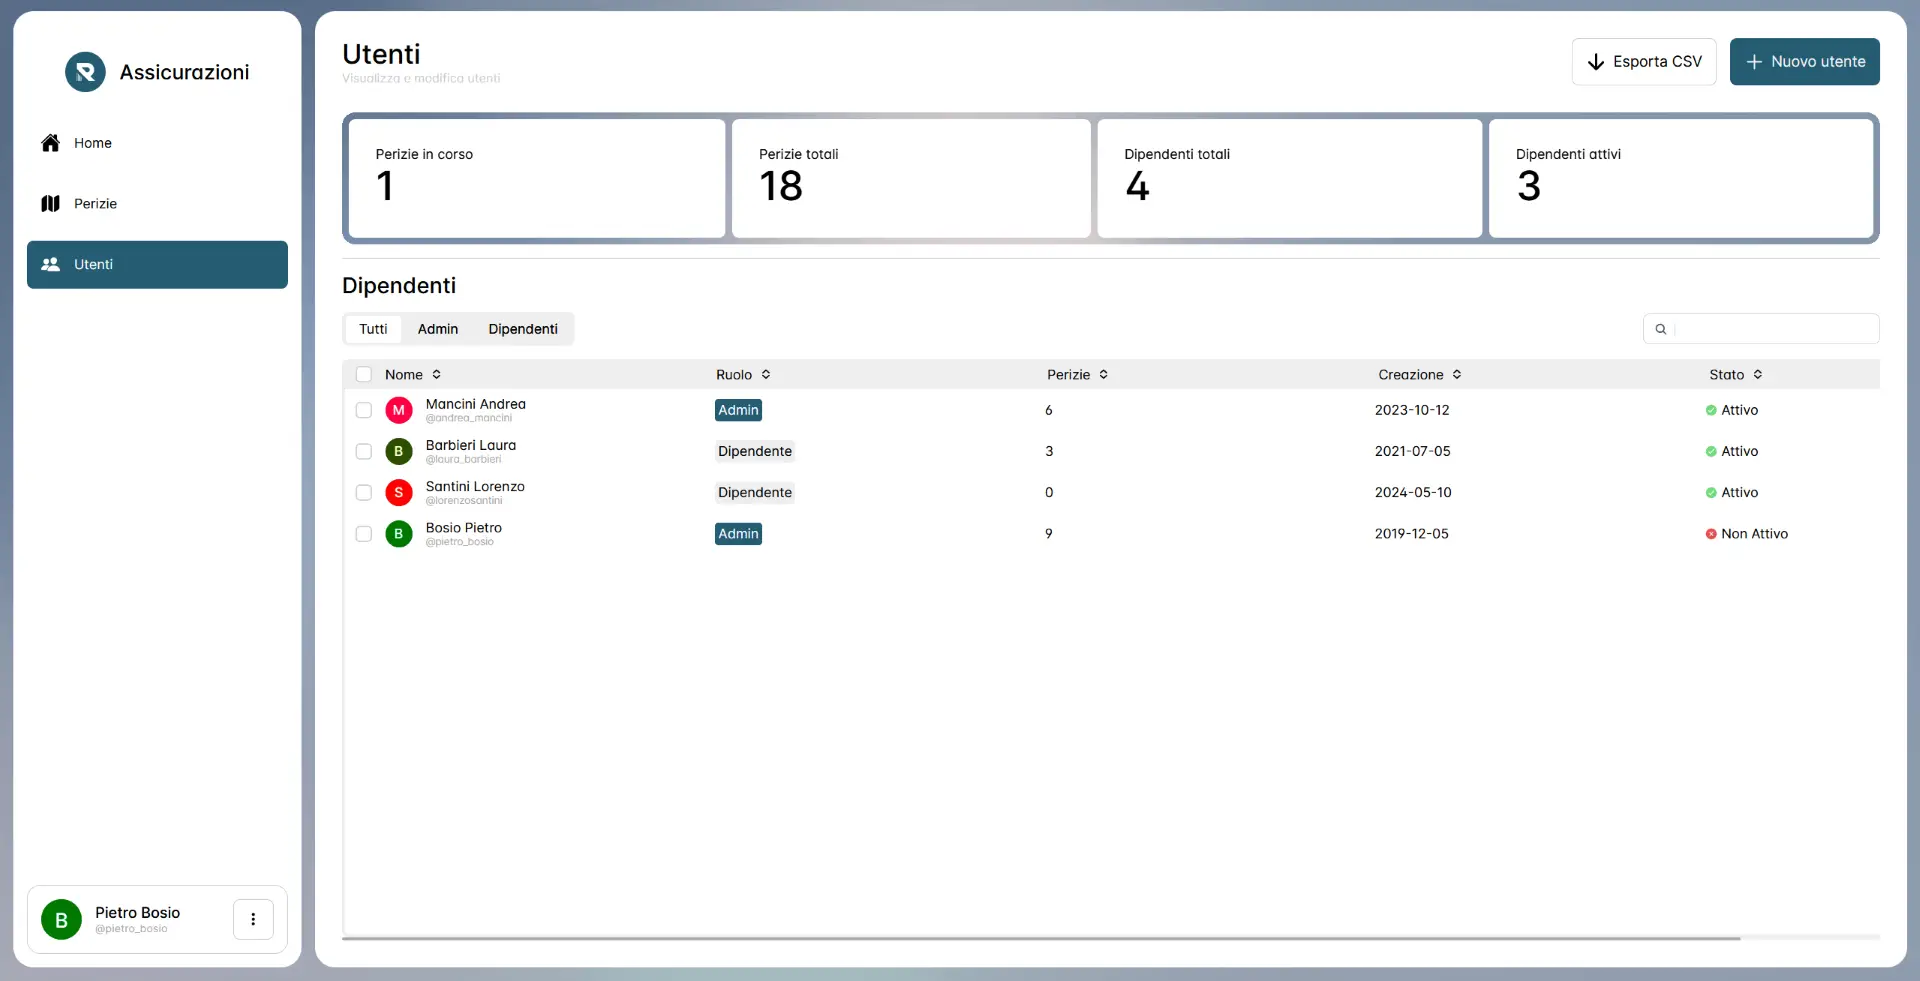 Assicurazioni
Home
Perizie
Utenti
B
Pietro Bosio
@pietro_bosio
Utenti
Visualizza e modifica utenti
Esporta CSV
Nuovo utente
Perizie in corso
1
Perizie totali
18
Dipendenti totali
4
Dipendenti attivi
3
Dipendenti
Tutti Admin Dipendenti
Nome Ruolo Perizie Creazione Stato
M Mancini Andrea Admin 6 2023-10-12 Attivo
@andrea_mancini
B Barbieri Laura Dipendente 3 2021-07-05 Attivo
@laura_barbieri
S Santini Lorenzo Dipendente 0 2024-05-10 Attivo
@lorenzosantini
B Bosio Pietro Admin 9 2019-12-05 Non Attivo
@pietro_bosio